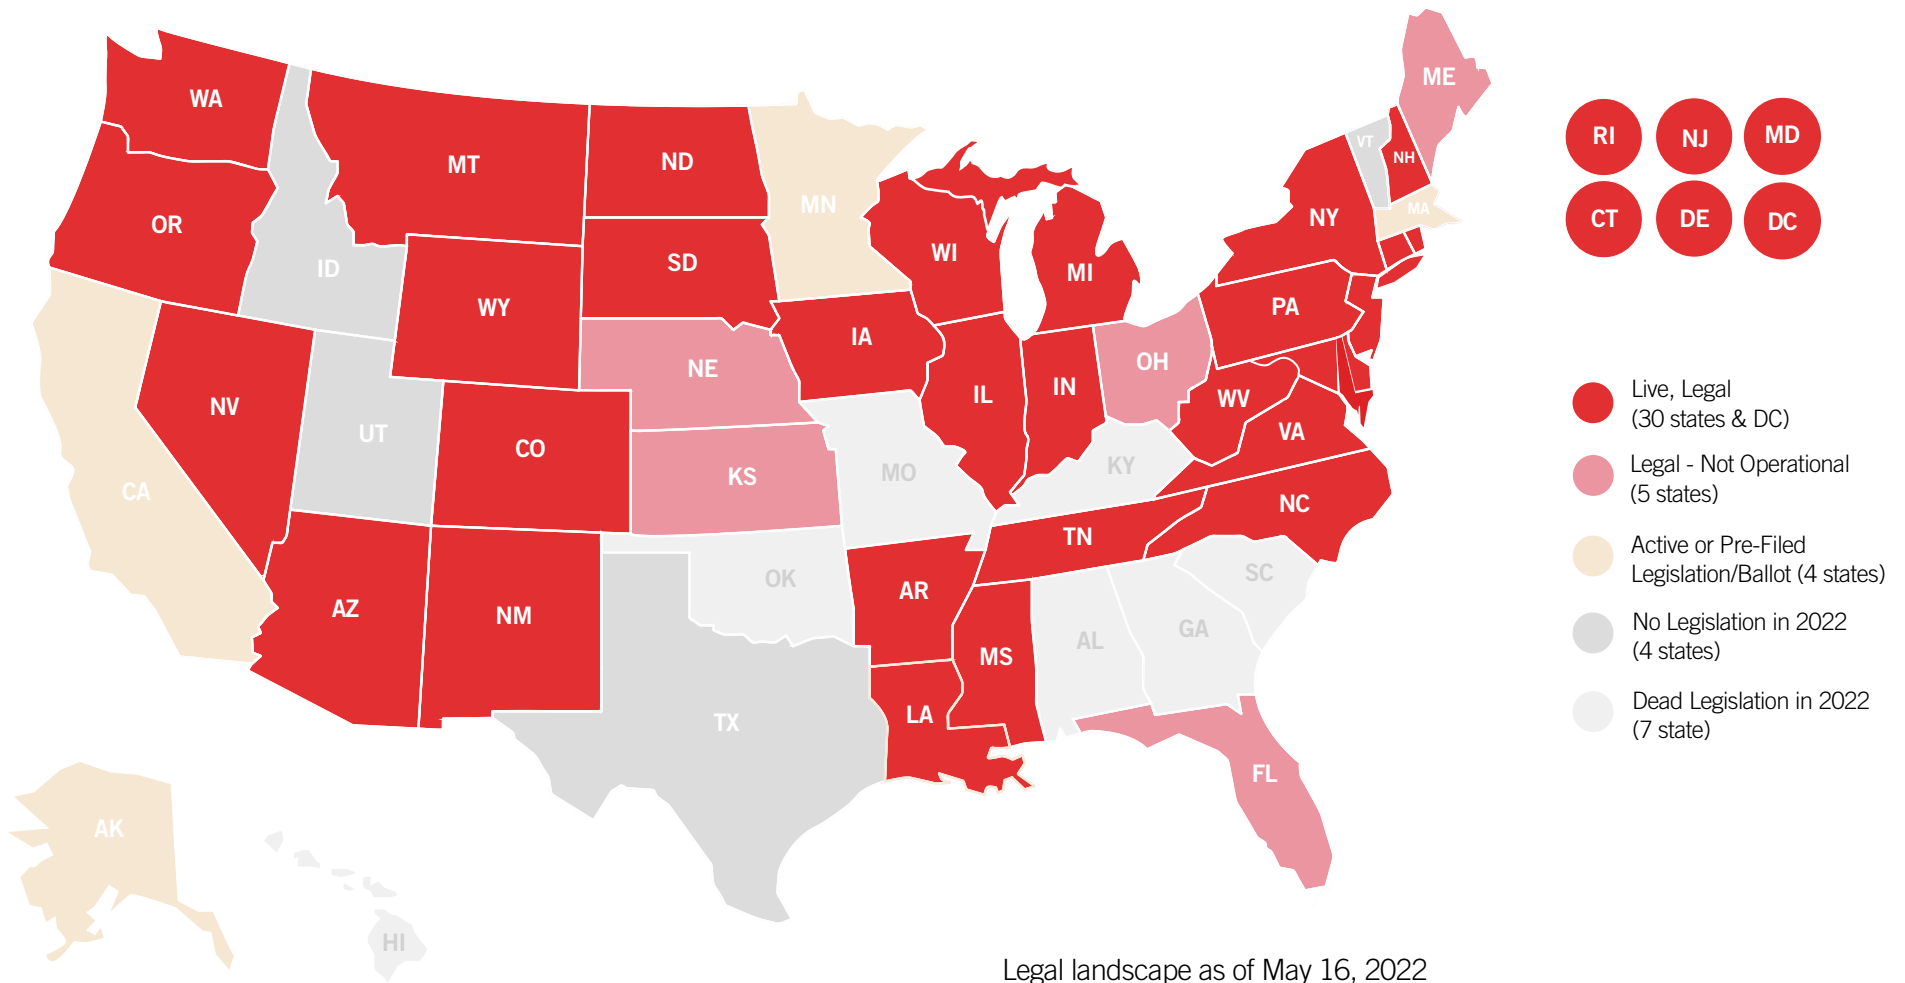 ME
WA
VT
NH
RI
NJ
MD
MT
ND
MN
MA
NY
CT
DE
DC
OR
WI
SD
MI
ID
WY
PA
IA
NE
OH
Live, Legal
(30 states & DC)
NV
IL
IN
WV
UT
CO
VA
CA
KS
MO
KY
Legal - Not Operational
(5 states)
NC
TN
Active or Pre-Filed
Legislation/Ballot (4 states)
OK
SC
AZ
NM
AR
AL
GA
No Legislation in 2022
(4 states)
MS
LA
TX
Dead Legislation in 2022
(7 state)
FL
AK
HI
Legal landscape as of May 16, 2022